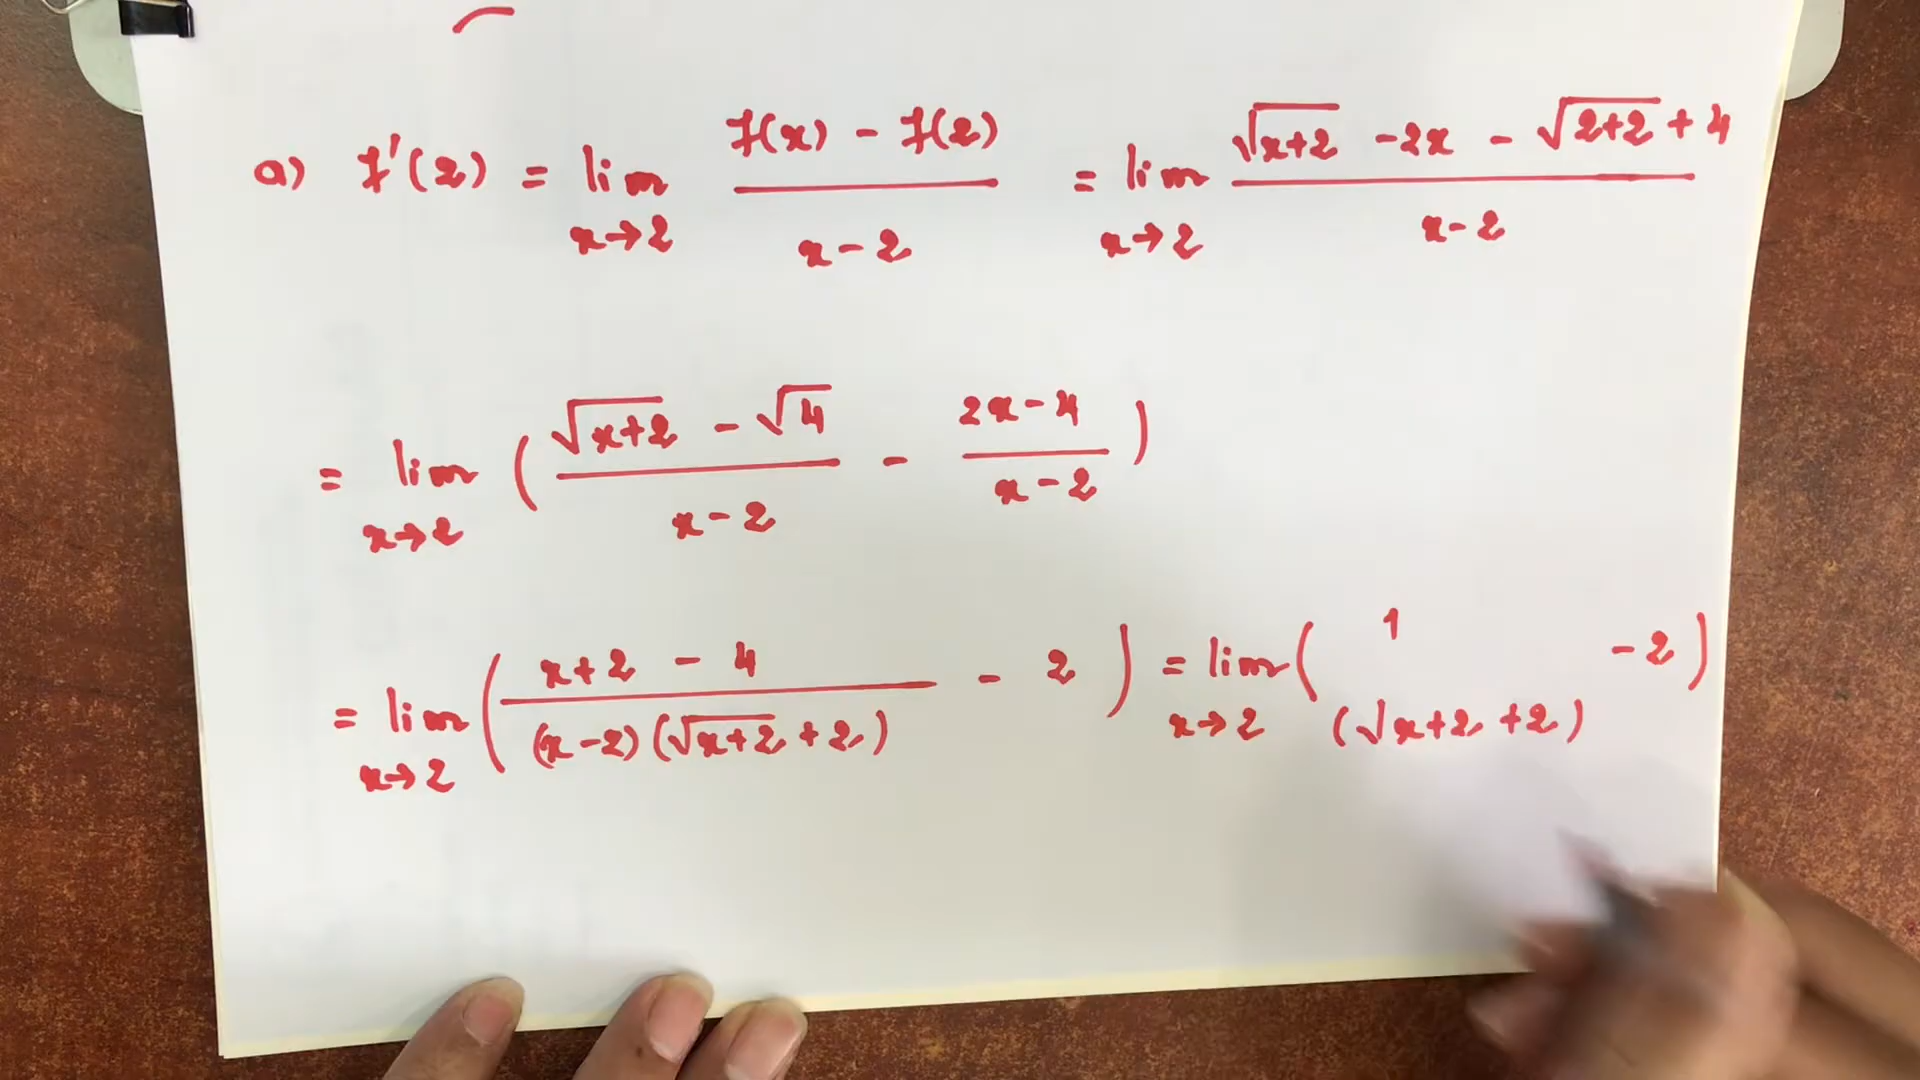 a) f'(2) = lim x→2 (f(x) - f(2))/(x-2) = lim x→2 (√(x+2) -2x - √(2+2) + 4)/(x-2)
= lim x→2 ( (√(x+2) - √4)/(x-2) - (2x-4)/(x-2) )
= lim x→2 ( (x+2 - 4)/((x-2)(√(x+2) + 2)) - 2 ) = lim x→2 ( 1 (√x+2 +2) -2 )